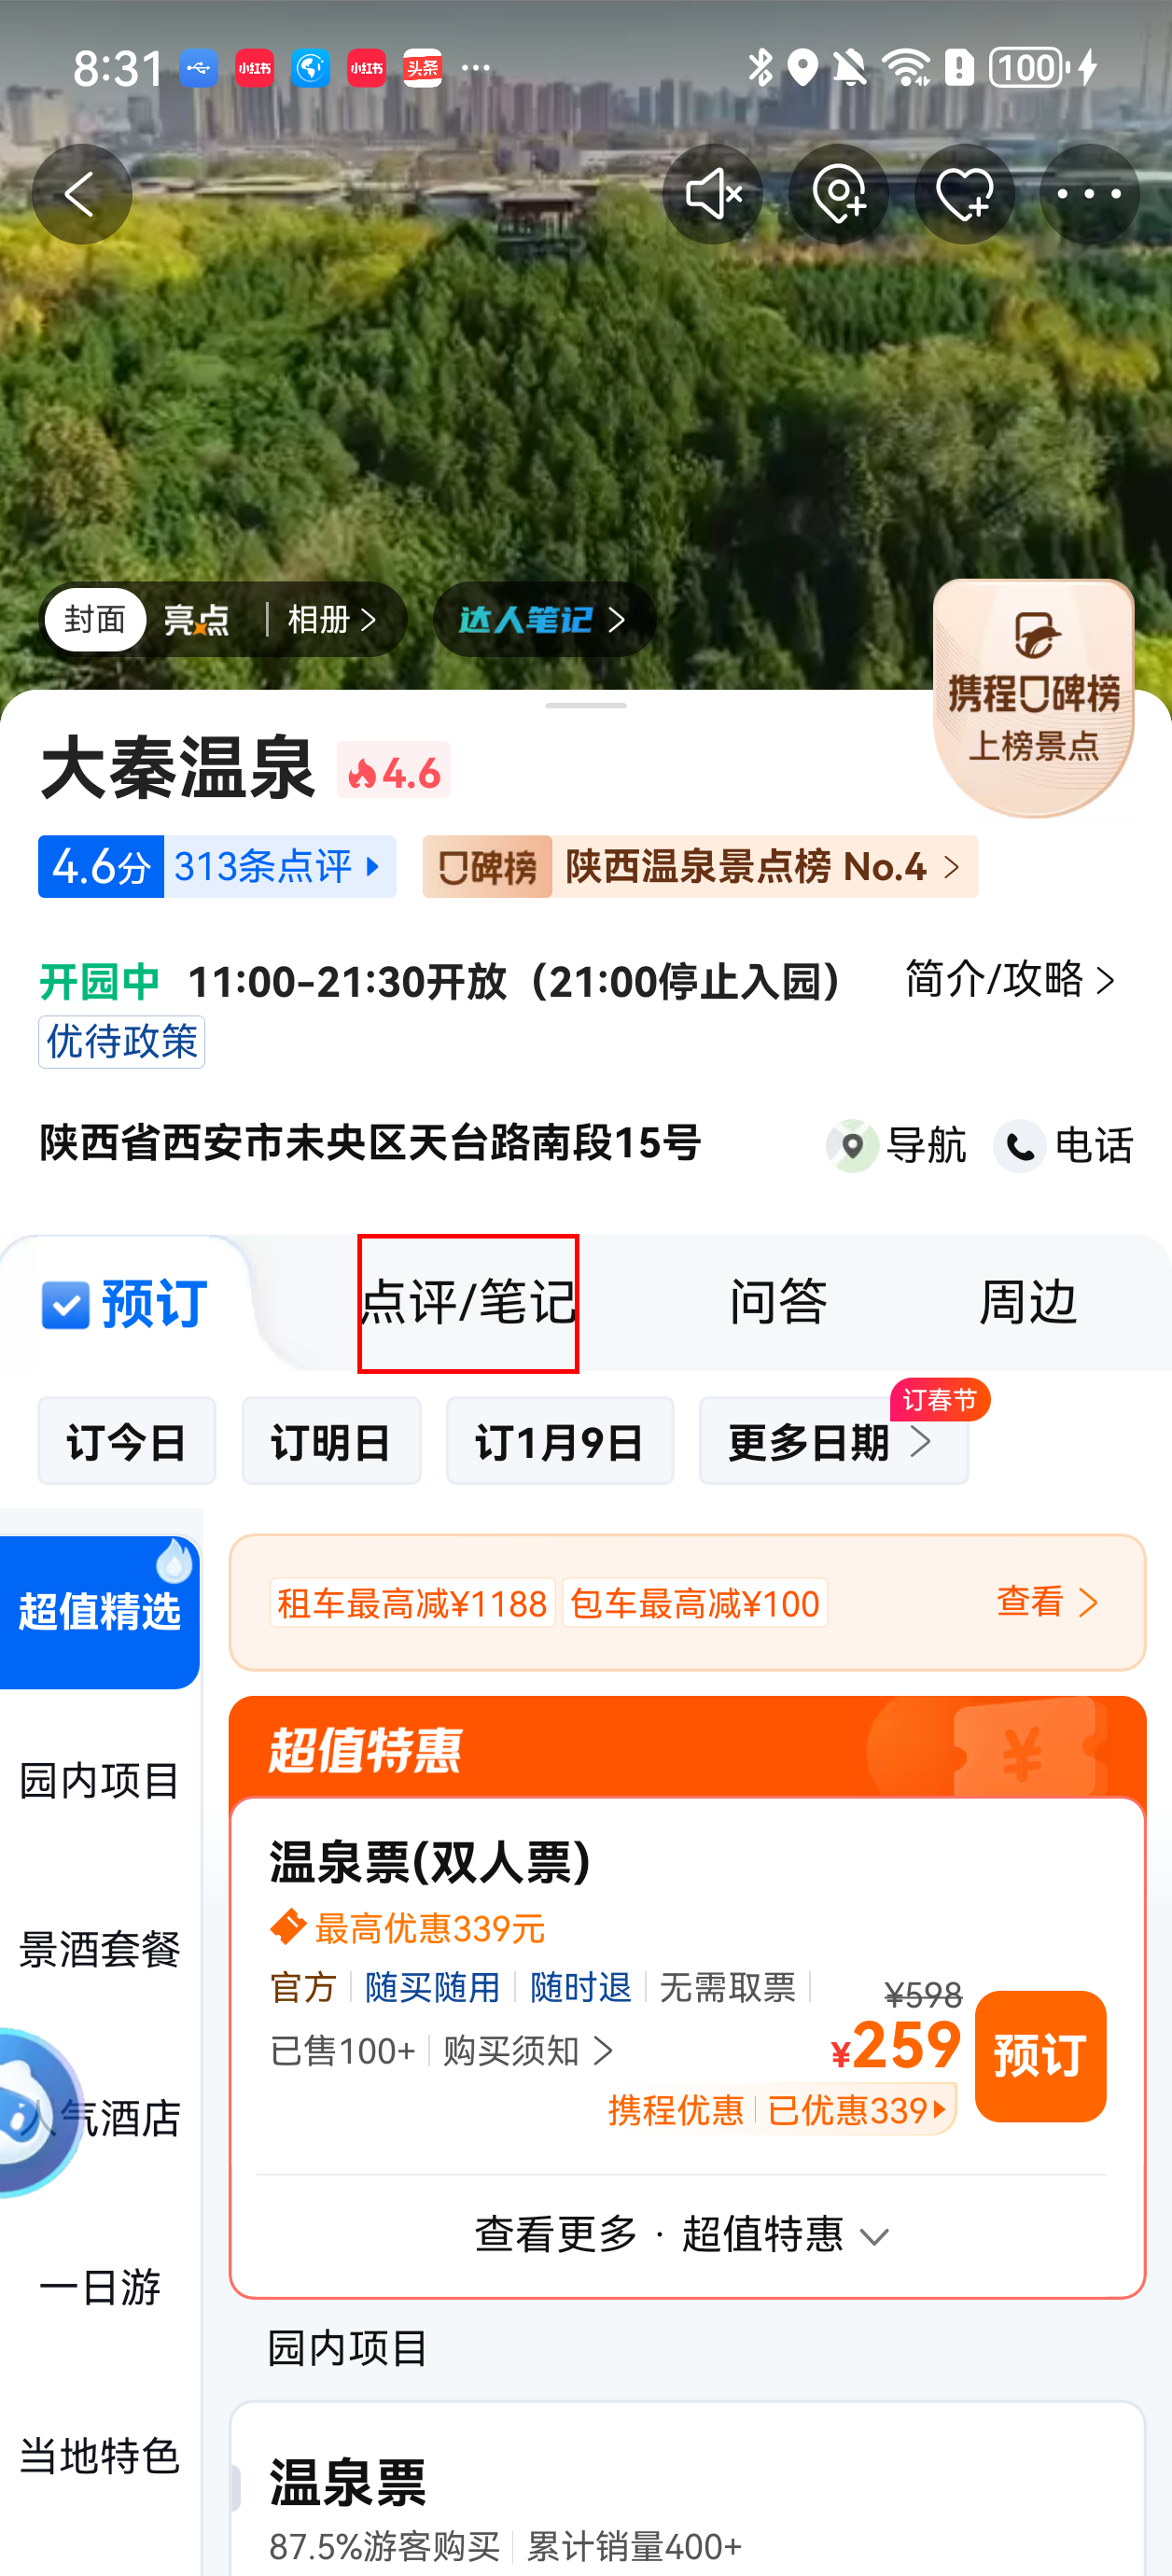 8:31 小红书 小红书 头条 ··· 100
封面 亮点 相册 > 达人笔记 >
携程口碑榜
上榜景点
大秦温泉 4.6
4.6分 313条点评 口碑榜 陕西温泉景点榜 No.4 >
开园中 11:00-21:30开放（21:00停止入园） 简介/攻略 >
优待政策
陕西省西安市未央区天台路南段15号 导航 电话
预订 点评/笔记 问答 周边
订春节
订今日 订明日 订1月9日 更多日期 >
超值精选
租车最高减¥1188 包车最高减¥100 查看 >
超值特惠 ¥
园内项目
温泉票(双人票)
最高优惠339元
景酒套餐
官方 随买随用 随时退 无需取票 ¥598
已售100+ 购买须知 > ¥259 预订
携程优惠 已优惠339
人气酒店
查看更多 · 超值特惠
一日游
园内项目
当地特色
温泉票
87.5%游客购买 累计销量400+